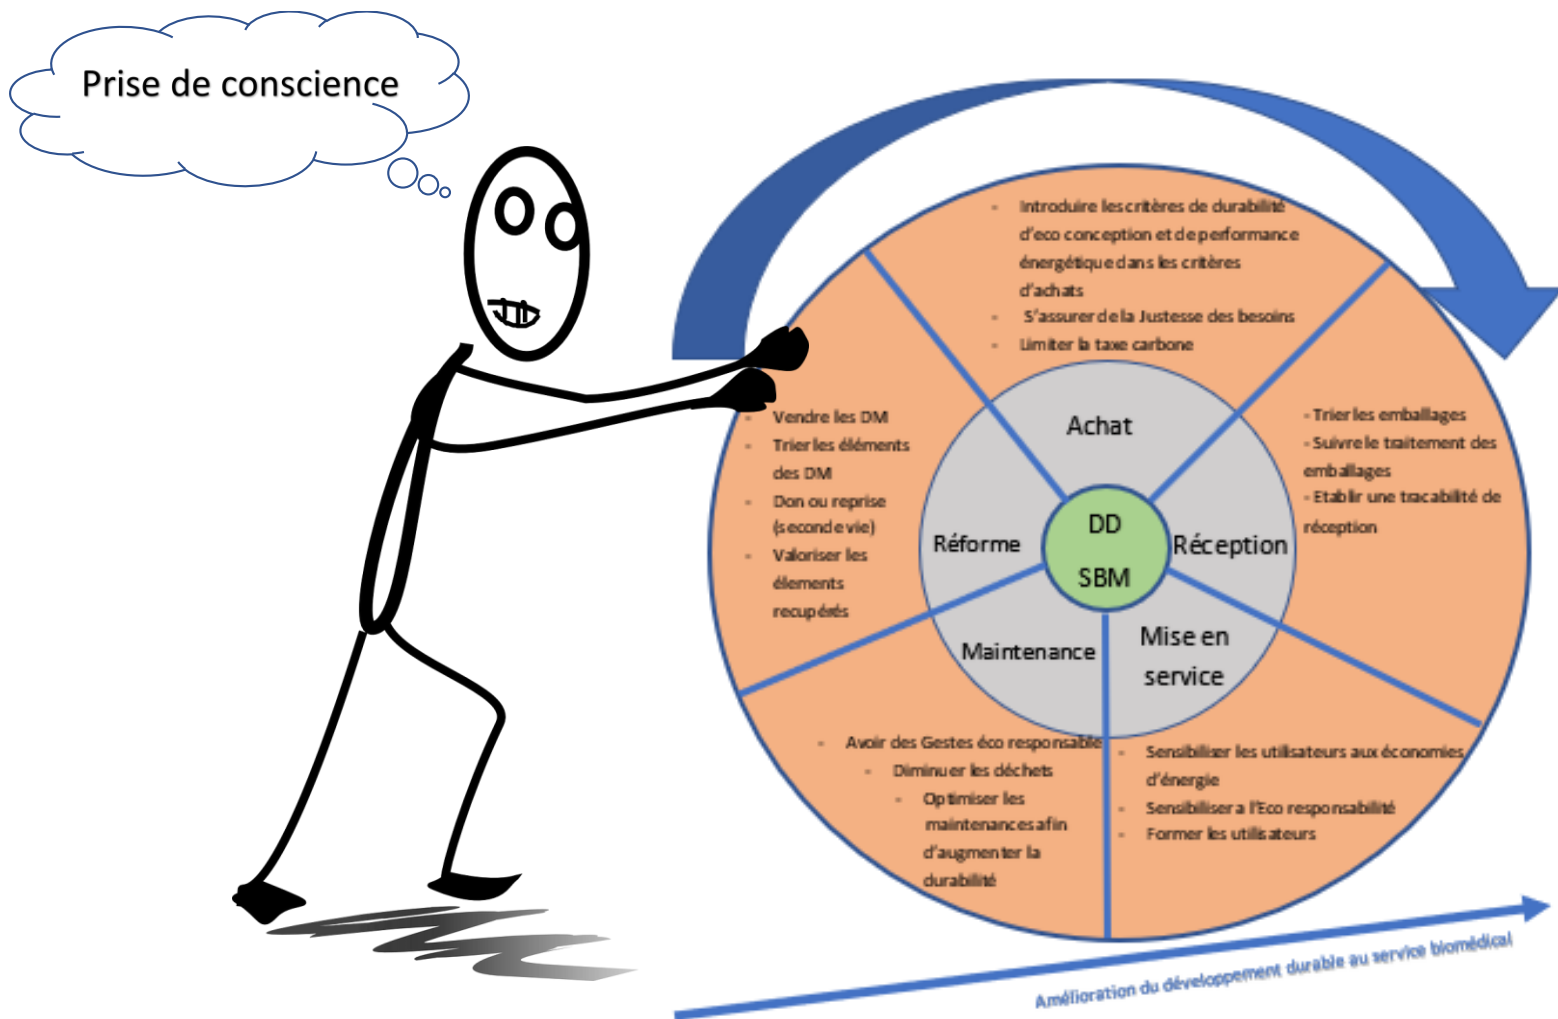 Prise de conscience
- Introduire les critères de durabilité
d'eco conception et de performance
énergétique dans les critères
d'achats
- S'assurer de la Justesse des besoins
- Limiter la taxe carbone
Achat
- Trier les emballages
- Suivre le traitement des
emballages
- Etablir une tracabilité de
réception
Réception
DD
SBM
Réforme
- Vendre les DM
- Trier les éléments
des DM
- Don ou reprise
(seconde vie)
- Valoriser les
élements
recupérés
Maintenance
Mise en
service
- Avoir des Gestes éco responsable
- Diminuer les déchets
- Optimiser les
maintenances afin
d'augmenter la
durabilité
- Sensibiliser les utilisateurs aux économies
d'énergie
- Sensibiliser a l'Eco responsabilité
- Former les utilisateurs
Amélioration du développement durable au service biomédical